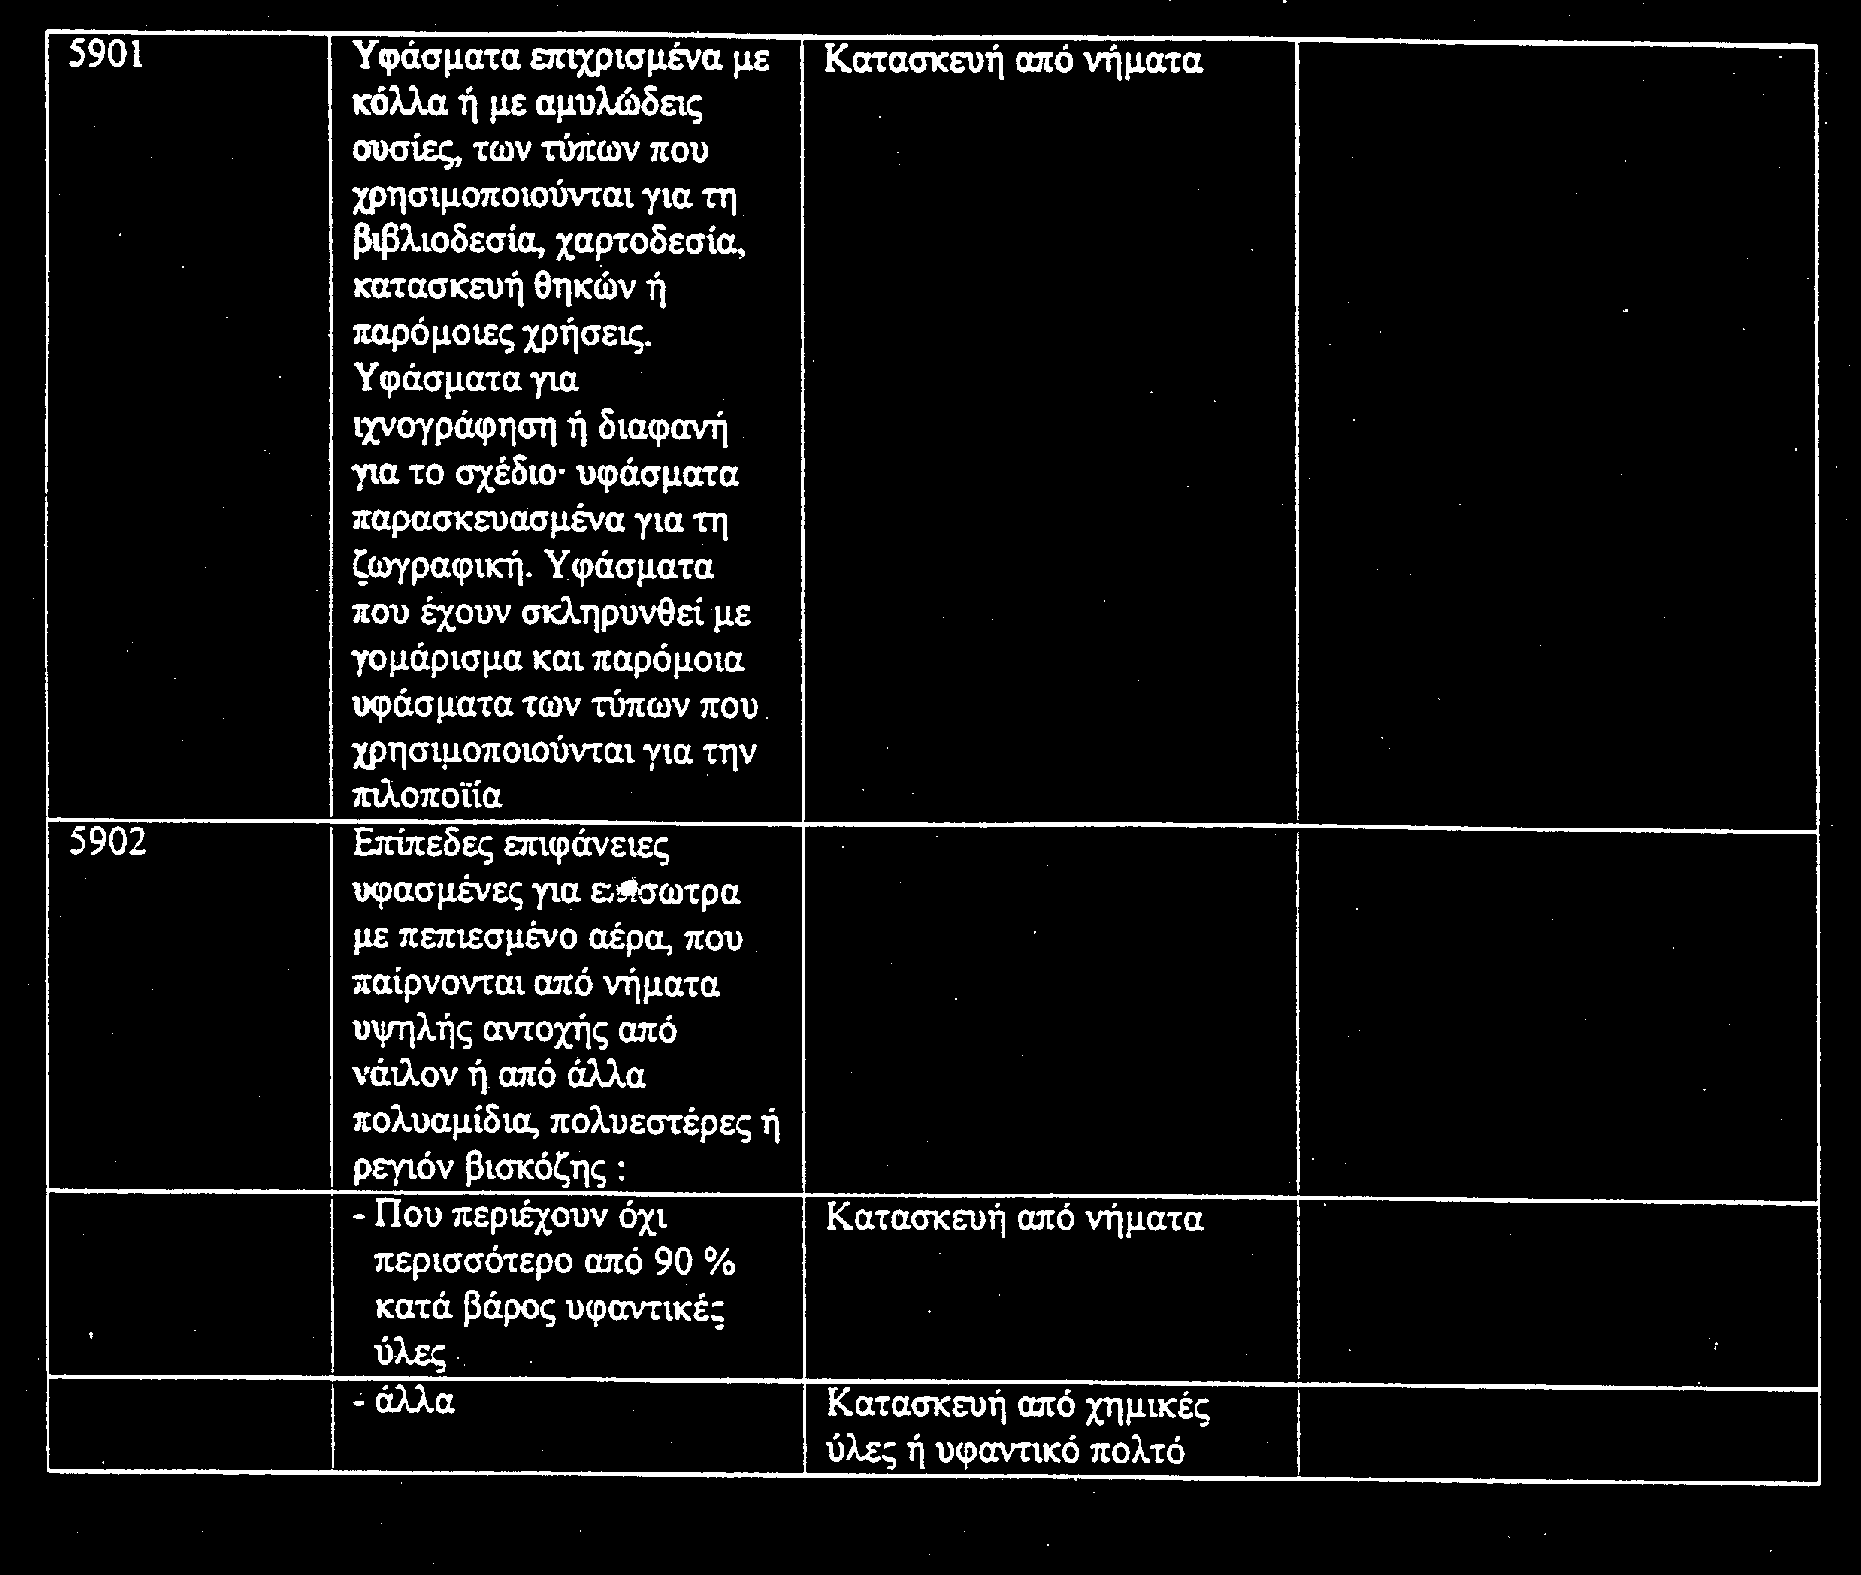 5901
Υφάσματα επιχρισμένα με
κόλλα ή με αμυλώδεις
ουσίες, των τύπων που
χρησιμοποιούνται για τη
βιβλιοδεσία, χαρτοδεσία,
κατασκευή θηκών ή
παρόμοιες χρήσεις.
Υφάσματα για
ιχνογράφηση ή διαφανή
για το σχέδιο· υφάσματα
παρασκευασμένα για τη
ζωγραφική. Υφάσματα
που έχουν σκληρυνθεί με
γομάρισμα και παρόμοια
υφάσματα των τύπων που
χρησιμοποιούνται για την
πιλοποϊία
Κατασκευή από νήματα
5902
Επίπεδες επιφάνειες
υφασμένες για
με πεπιεσμένο αέρα, που
παίρνονται από νήματα
υψηλής αντοχής από
νάιλον ή από άλλα
πολυαμίδια, πολυεστέρες ή
ρεγιόν βισκόζης :
- Που περιέχουν όχι
περισσότερο από 90 %
κατά βάρος υφαντικές
ύλες
Κατασκευή από νήματα
- άλλα
Κατασκευή από χημικές
ύλες ή υφαντικό πολτό